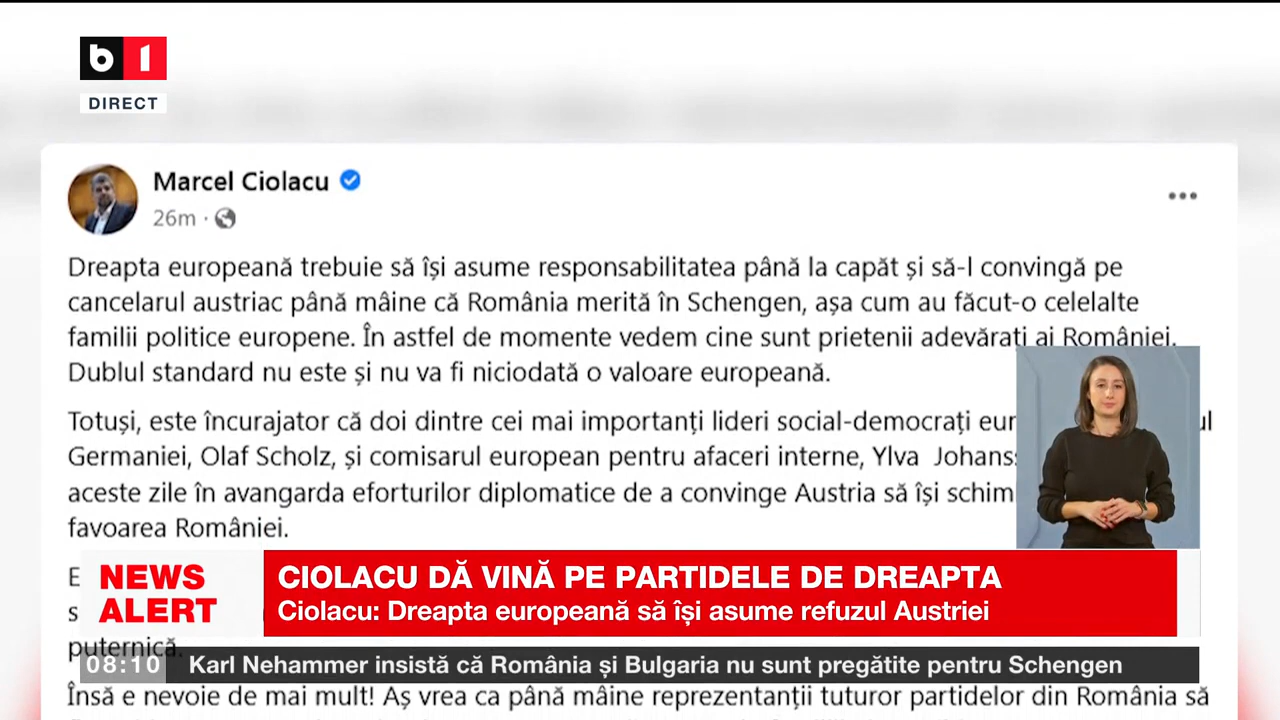 b1
DIRECT
Marcel Ciolacu
26m
Dreapta europeană trebuie să își asume responsabilitatea până la capăt și să-l convingă pe
cancelarul austriac până mâine că România merită în Schengen, așa cum au făcut-o celelalte
familii politice europene. În astfel de momente vedem cine sunt prietenii adevărați ai României.
Dublul standard nu este și nu va fi niciodată o valoare europeană.
Totuși, este încurajator că doi dintre cei mai importanți lideri social-democrați
Germaniei, Olaf Scholz, și comisarul european pentru afaceri interne, Ylva
aceste zile în avangarda eforturilor diplomatice de a convinge Austria să își
favoarea României.
NEWS
ALERT
CIOLACU DĂ VINĂ PE PARTIDELE DE DREAPTA
Ciolacu: Dreapta europeană să își asume refuzul Austriei
puternică.
08:10 Karl Nehammer insistă că România și Bulgaria nu sunt pregătite pentru Schengen
Însă e nevoie de mai mult! Aș vrea ca până mâine reprezentanții tuturor partidelor din România să